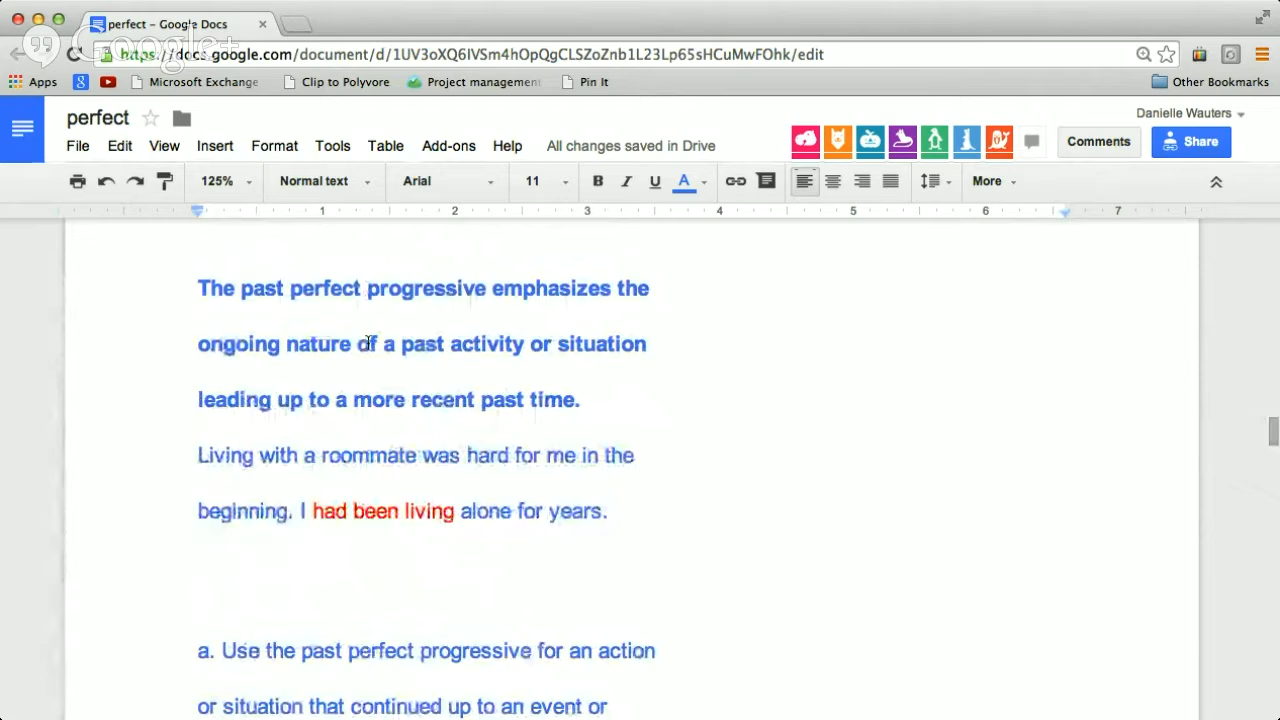 perfect – Google Docs
Google+
https://docs.google.com/document/d/1UV3oXQ6IVSm4hOpQgCLSZoZnb1L23Lp65sHCuMwFOhk/edit
Apps Microsoft Exchange Clip to Polyvore Project management Pin It Other Bookmarks
perfect
Danielle Wauters
File Edit View Insert Format Tools Table Add-ons Help All changes saved in Drive Comments Share
125% Normal text Arial 11 B I U A More
1 2 3 4 5 6 7
The past perfect progressive emphasizes the
ongoing nature of a past activity or situation
leading up to a more recent past time.
Living with a roommate was hard for me in the
beginning. I had been living alone for years.
a. Use the past perfect progressive for an action
or situation that continued up to an event or